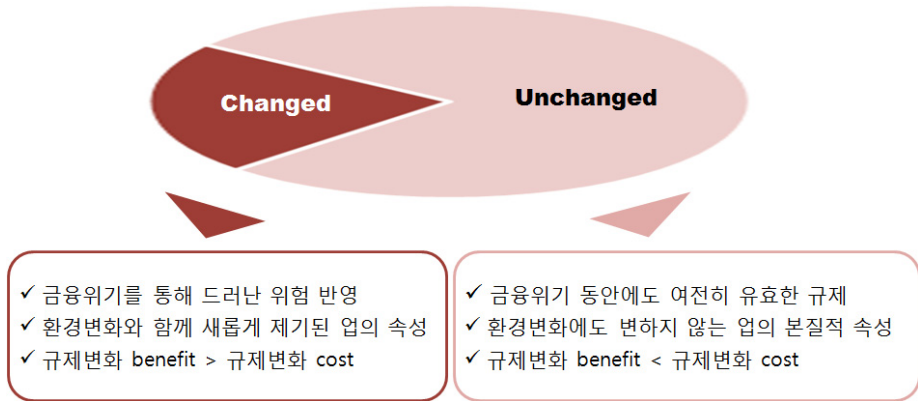 Changed
Unchanged
✓ 금융위기를 통해 드러난 위험 반영
✓ 환경변화와 함께 새롭게 제기된 업의 속성
✓ 규제변화 benefit > 규제변화 cost
✓ 금융위기 동안에도 여전히 유효한 규제
✓ 환경변화에도 변하지 않는 업의 본질적 속성
✓ 규제변화 benefit < 규제변화 cost